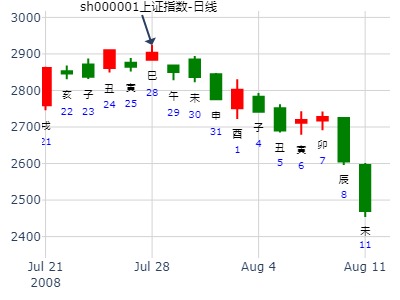 sh000001上证指数-日线
3000
2900
2800
2700
2600
2500
2400
戌
21
亥
22
子
23
丑
24
寅
25
巳
28
午
29
未
30
申
31
酉
1
子
4
丑
5
寅
6
卯
7
辰
8
未
11
Jul 21
2008
Jul 28
Aug 4
Aug 11